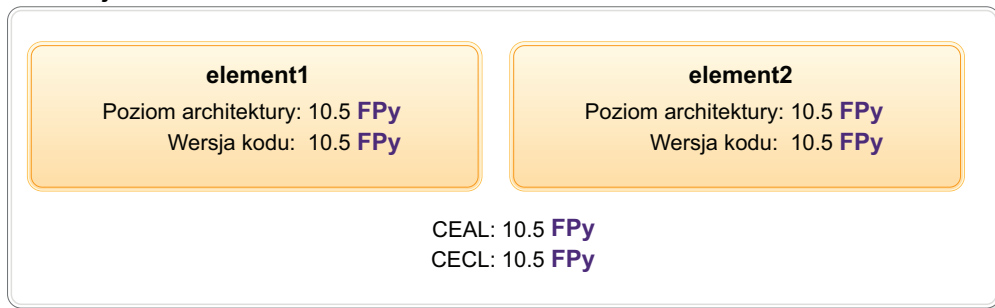 element1
Poziom architektury: 10.5 FPy
Wersja kodu: 10.5 FPy
element2
Poziom architektury: 10.5 FPy
Wersja kodu: 10.5 FPy
CEAL: 10.5 FPy
CECL: 10.5 FPy